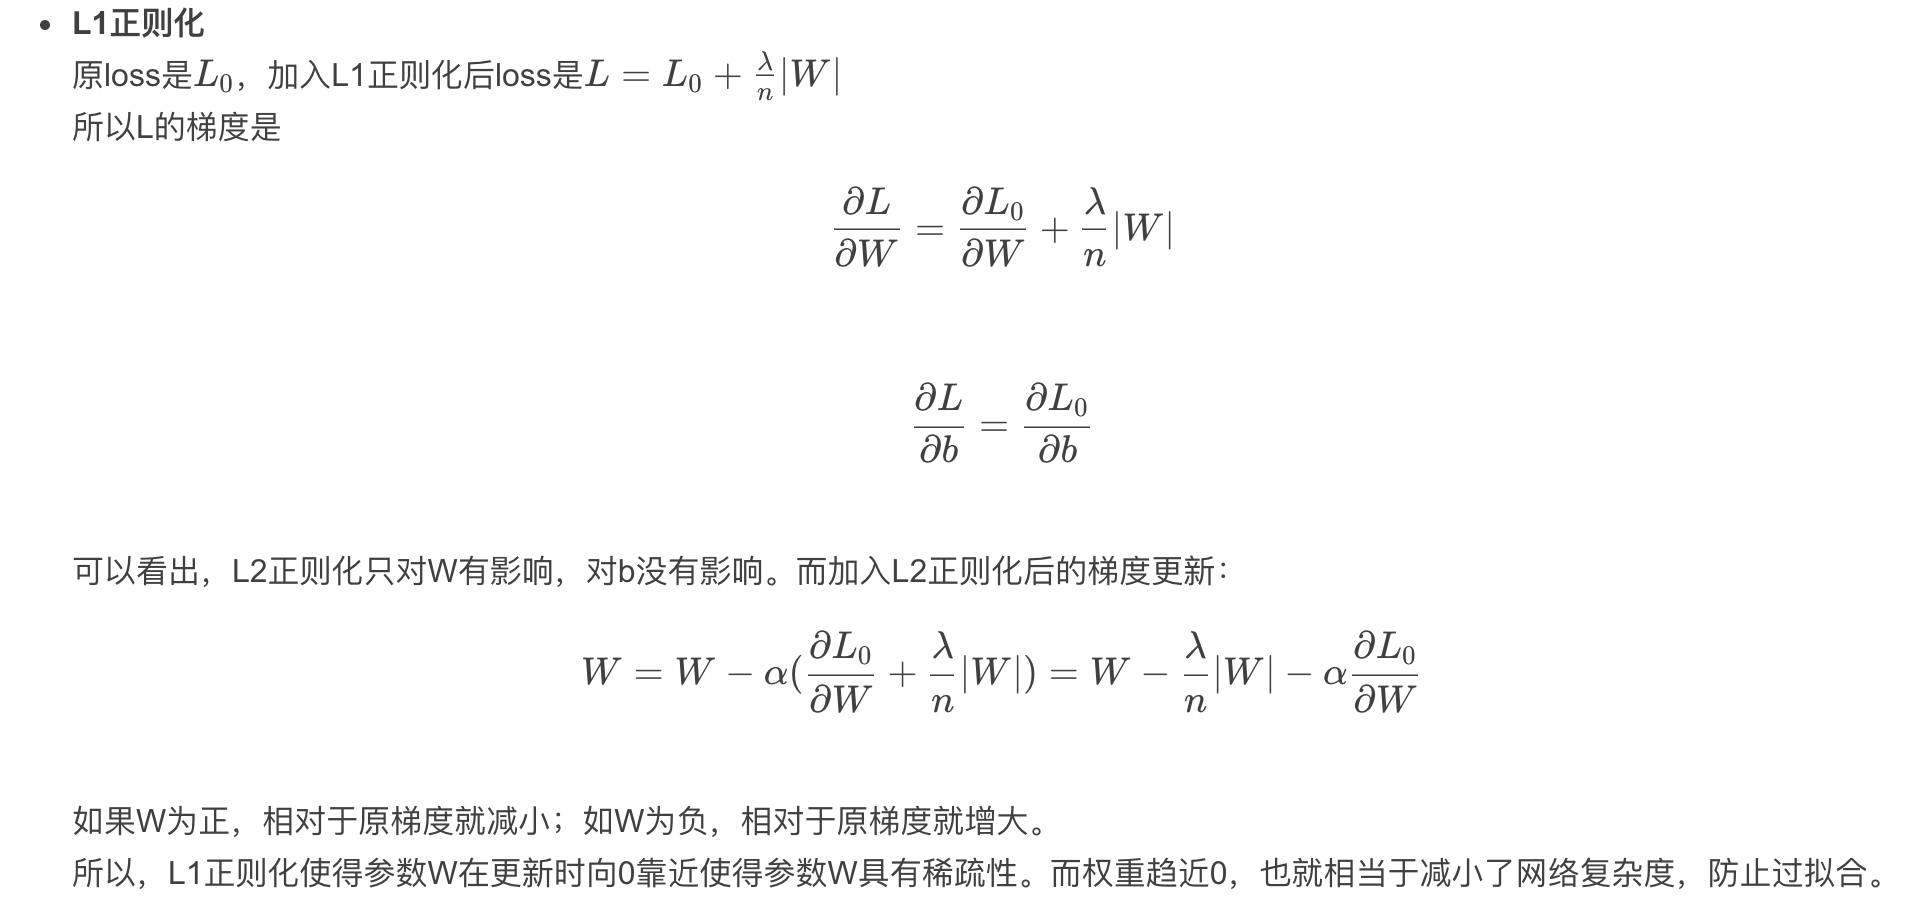 • L1正则化
原loss是$L_0$，加入L1正则化后loss是$L = L_0 + \frac{\lambda}{n}|W|$
所以L的梯度是
$\frac{\partial L}{\partial W} = \frac{\partial L_0}{\partial W} + \frac{\lambda}{n}|W|$
$\frac{\partial L}{\partial b} = \frac{\partial L_0}{\partial b}$
可以看出，L2正则化只对W有影响，对b没有影响。而加入L2正则化后的梯度更新：
$W = W - \alpha(\frac{\partial L_0}{\partial W} + \frac{\lambda}{n}|W|) = W - \frac{\lambda}{n}|W| - \alpha\frac{\partial L_0}{\partial W}$
如果W为正，相对于原梯度就减小；如W为负，相对于原梯度就增大。
所以，L1正则化使得参数W在更新时向0靠近使得参数W具有稀疏性。而权重趋近0，也就相当于减小了网络复杂度，防止过拟合。